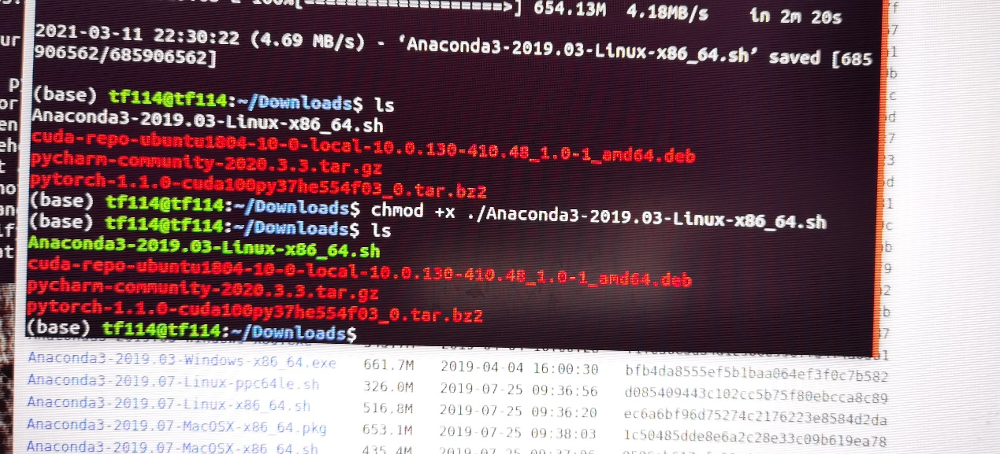 100%[===================>] 654.13M 4.18MB/s in 2m 20s
2021-03-11 22:30:22 (4.69 MB/s) - ‘Anaconda3-2019.03-Linux-x86_64.sh’ saved [685
906562/685906562]
(base) tf114@tf114:~/Downloads$ ls
Anaconda3-2019.03-Linux-x86_64.sh
cuda-repo-ubuntu1804-10-0-local-10.0.130-410.48_1.0-1_amd64.deb
pycharm-community-2020.3.3.tar.gz
pytorch-1.1.0-cuda100py37he554f03_0.tar.bz2
(base) tf114@tf114:~/Downloads$ chmod +x ./Anaconda3-2019.03-Linux-x86_64.sh
(base) tf114@tf114:~/Downloads$ ls
Anaconda3-2019.03-Linux-x86_64.sh
cuda-repo-ubuntu1804-10-0-local-10.0.130-410.48_1.0-1_amd64.deb
pycharm-community-2020.3.3.tar.gz
pytorch-1.1.0-cuda100py37he554f03_0.tar.bz2
(base) tf114@tf114:~/Downloads$
Anaconda3-2019.03-Windows-x86_64.exe 661.7M 2019-04-04 16:00:30 bfb4da8555ef5b1baa064ef3f0c7b582
Anaconda3-2019.07-Linux-ppc64le.sh 326.0M 2019-07-25 09:36:56 d085409443c102cc5b75f80ebcca8c89
Anaconda3-2019.07-Linux-x86_64.sh 516.8M 2019-07-25 09:36:20 ec6a6bf96d75274c2176223e8584d2da
Anaconda3-2019.07-MacOSX-x86_64.pkg 653.1M 2019-07-25 09:38:03 1c50485dde8e6a2c28e33c09b619ea78
Anaconda3-2019.07-MacOSX-x86_64.sh 435.4M 2019-07-25